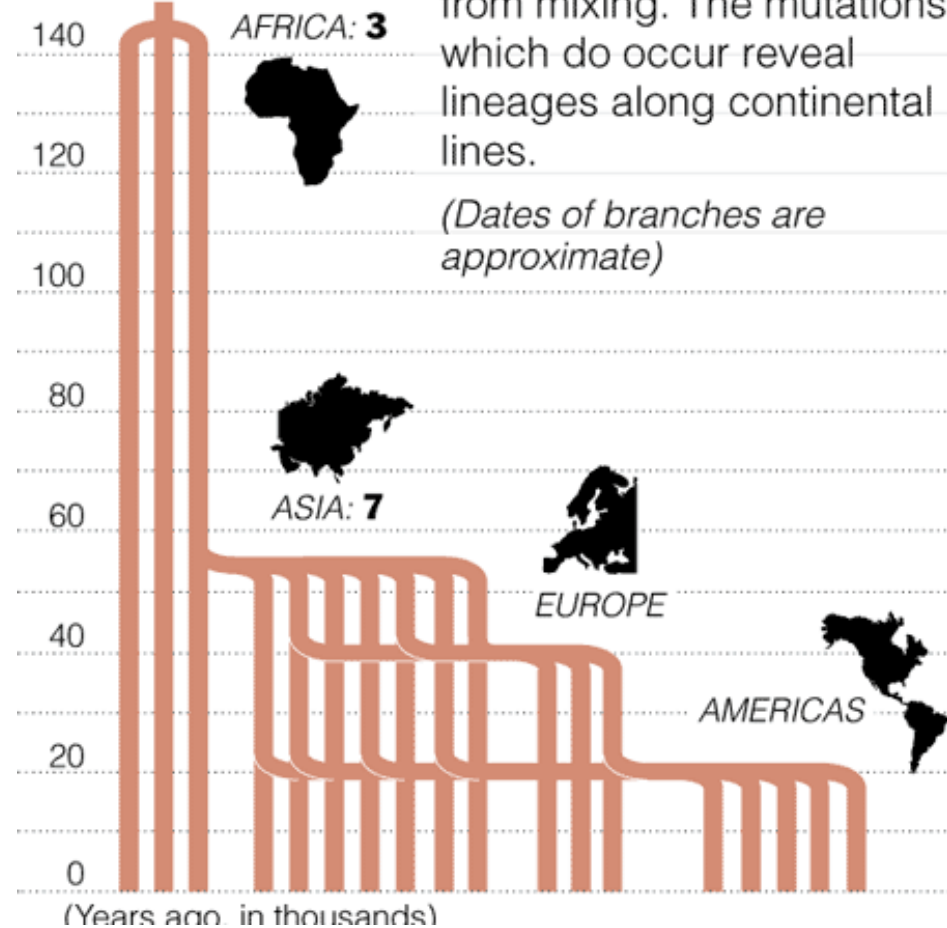 from mixing. The mutations
which do occur reveal
lineages along continental
lines.
(Dates of branches are
approximate)
AFRICA: 3
140
120
100
80
ASIA: 7
60
EUROPE
40
AMERICAS
20
0
(Years ago, in thousands)